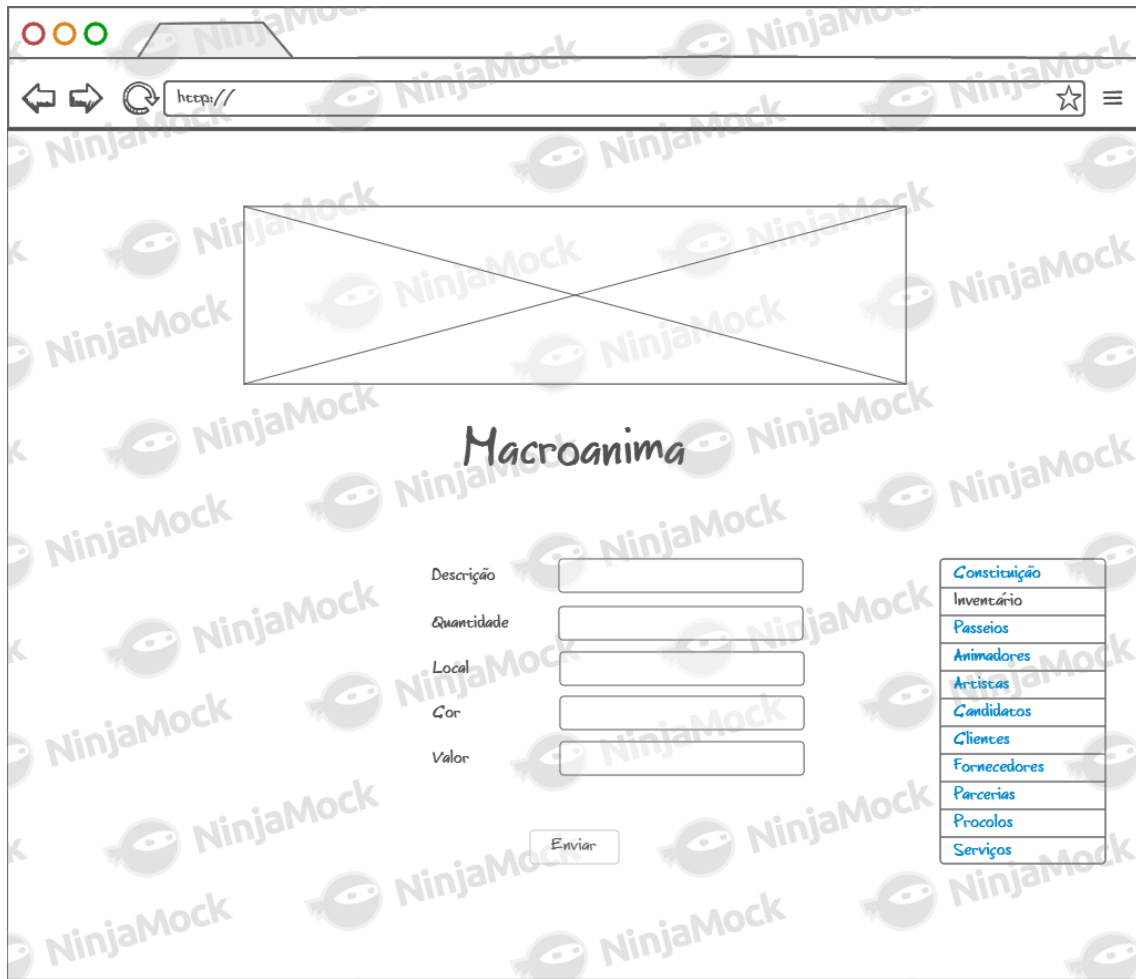 http://
Macroanima
Descrição
Quantidade
Local
Cor
Valor
Enviar
Constituição
Inventário
Passeios
Animadores
Artistas
Candidatos
Clientes
Fornecedores
Parcerias
Procolos
Serviços
NinjaMock